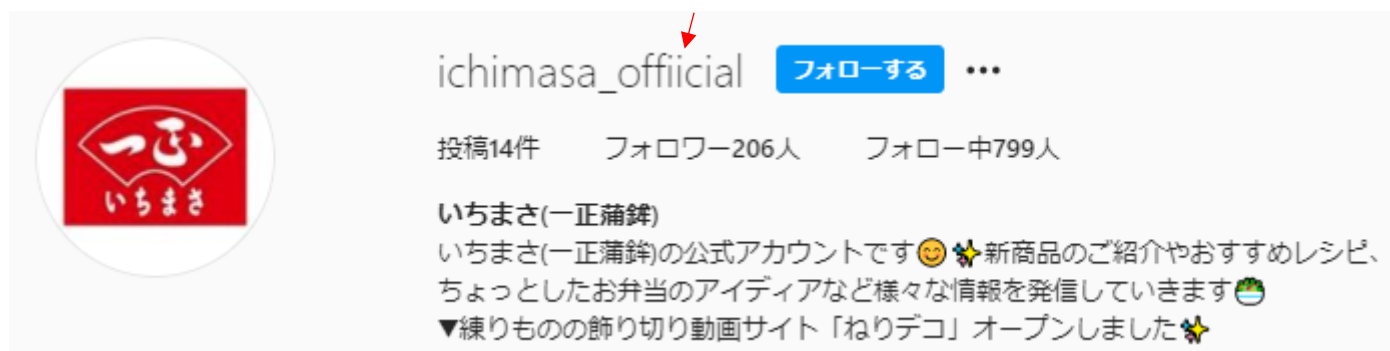 一正
いちまさ
ichimasa_offiicial フォローする •••
投稿14件 フォロワー206人 フォロー中799人
いちまさ(一正蒲鉾)
いちまさ(一正蒲鉾)の公式アカウントです😊✨新商品のご紹介やおすすめレシピ、
ちょっとしたお弁当のアイディアなど様々な情報を発信していきます🥗
▼練りものの飾り切り動画サイト「ねりデコ」オープンしました✨